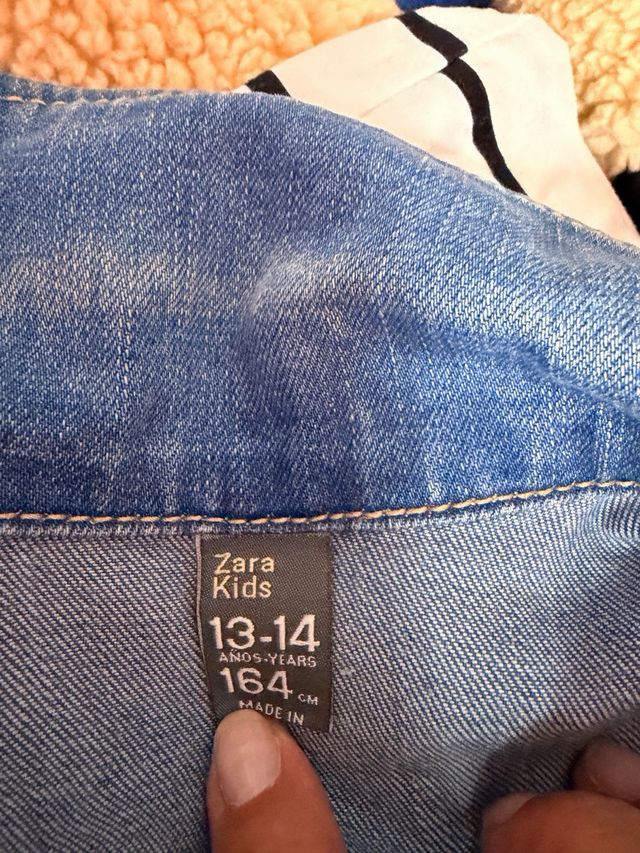 Zara
Kids
13-14
AÑOS-YEARS
164 CM
MADE IN